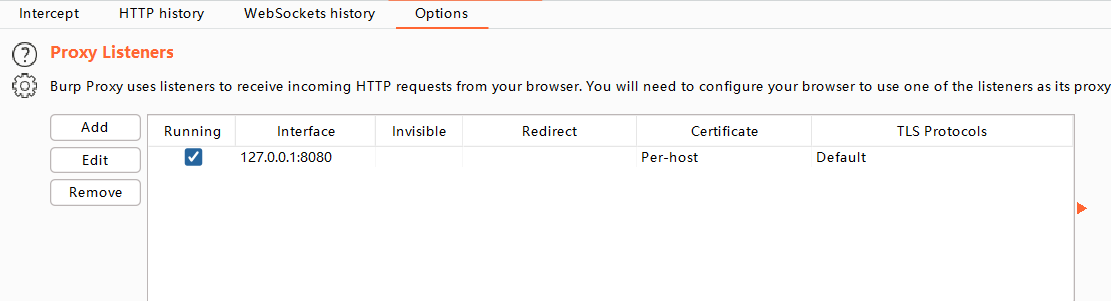 Intercept HTTP history WebSockets history Options
? Proxy Listeners
Burp Proxy uses listeners to receive incoming HTTP requests from your browser. You will need to configure your browser to use one of the listeners as its proxy
Add
Edit
Remove
Running Interface Invisible Redirect Certificate TLS Protocols
127.0.0.1:8080 Per-host Default